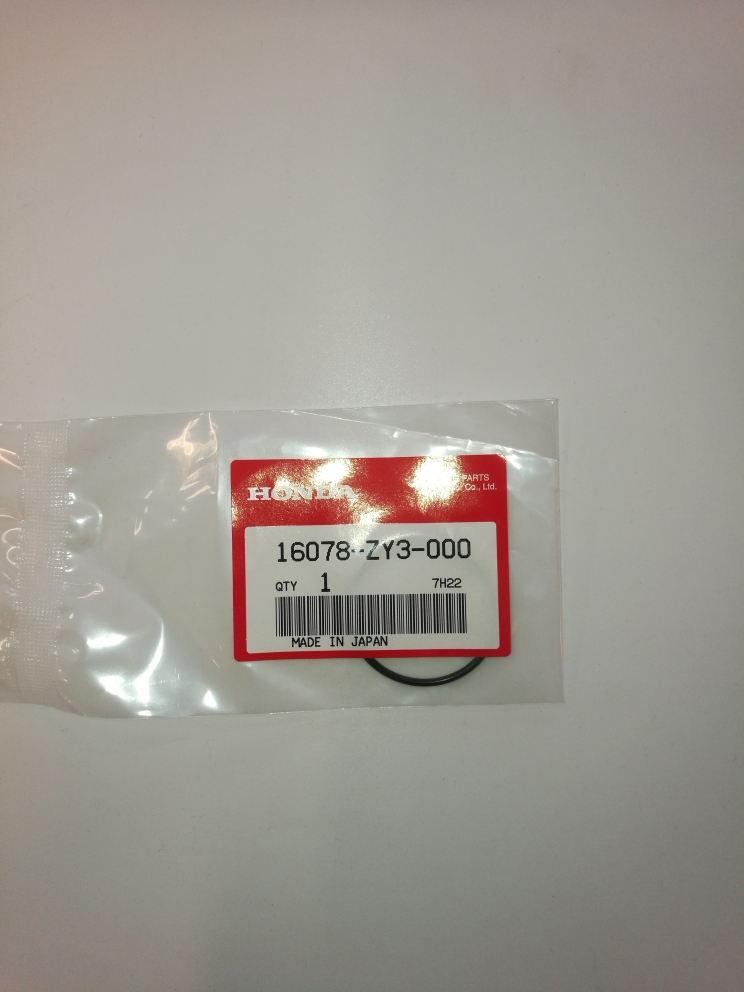 HONDA
PARTS
Co., Ltd.
16078-ZY3-000
QTY 1 7H22
MADE IN JAPAN